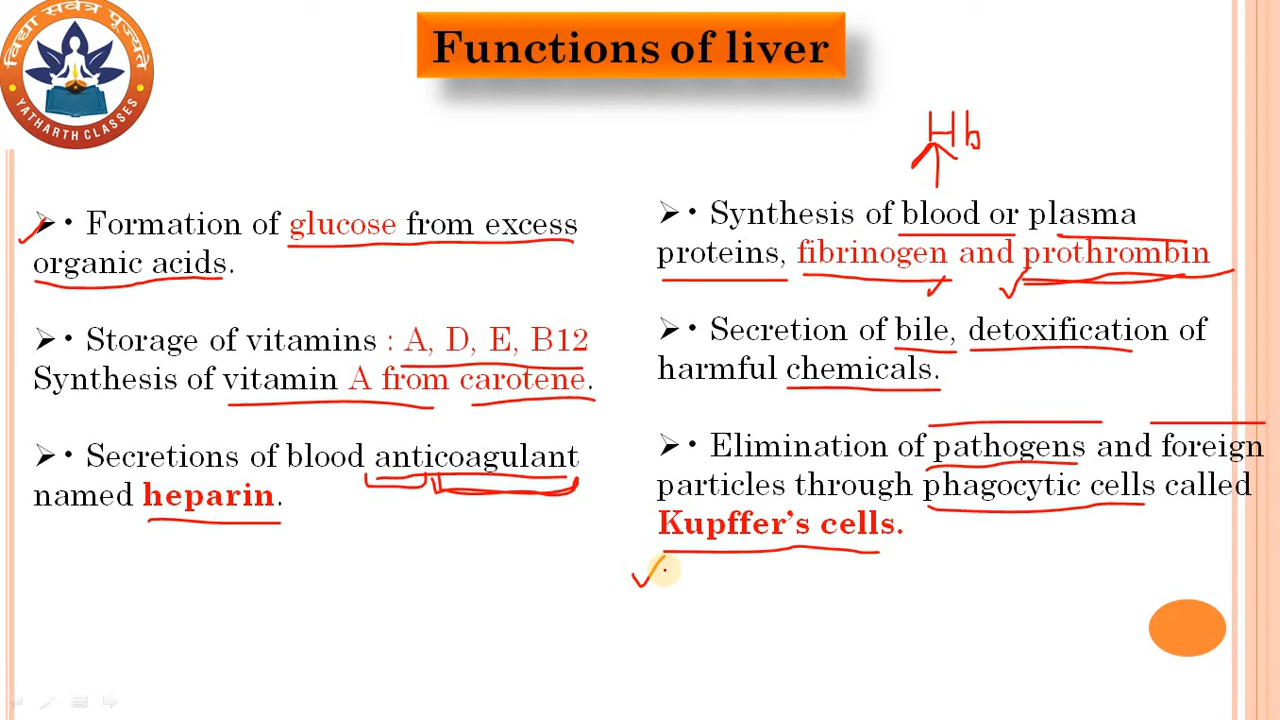 विद्या सर्वत्र पूज्यते
YATHARTH CLASSES
Functions of liver
Hb
➢• Formation of glucose from excess
organic acids.
➢• Storage of vitamins : A, D, E, B12
Synthesis of vitamin A from carotene.
➢• Secretions of blood anticoagulant
named heparin.
➢• Synthesis of blood or plasma
proteins, fibrinogen and prothrombin
➢• Secretion of bile, detoxification of
harmful chemicals.
➢• Elimination of pathogens and foreign
particles through phagocytic cells called
Kupffer’s cells.